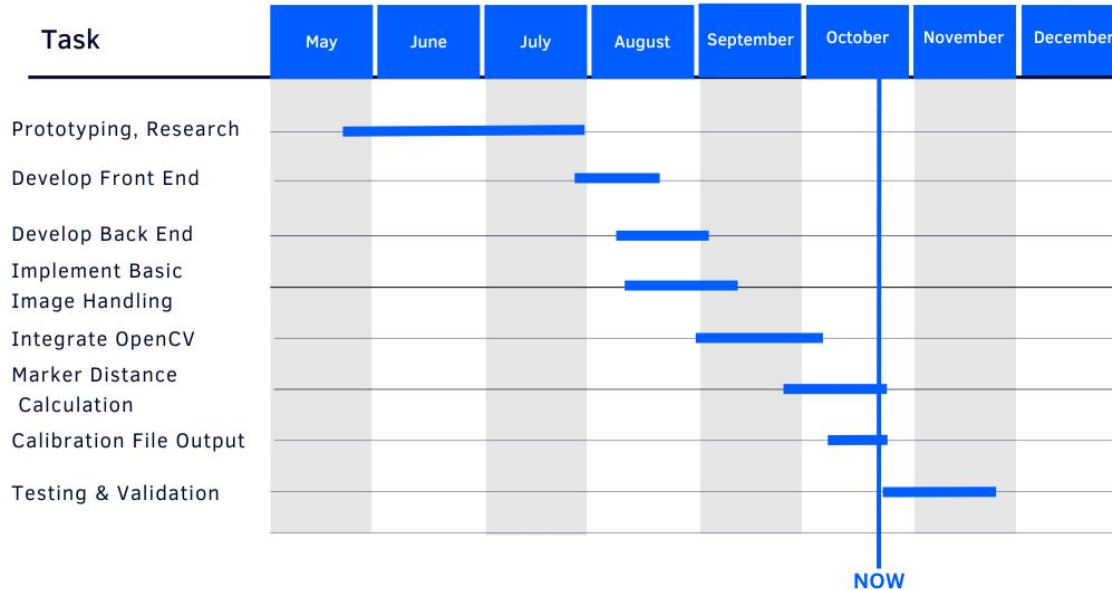 Task
May
June
July
August
September
October
November
December
Prototyping, Research
Develop Front End
Develop Back End
Implement Basic
Image Handling
Integrate OpenCV
Marker Distance
Calculation
Calibration File Output
Testing & Validation
NOW